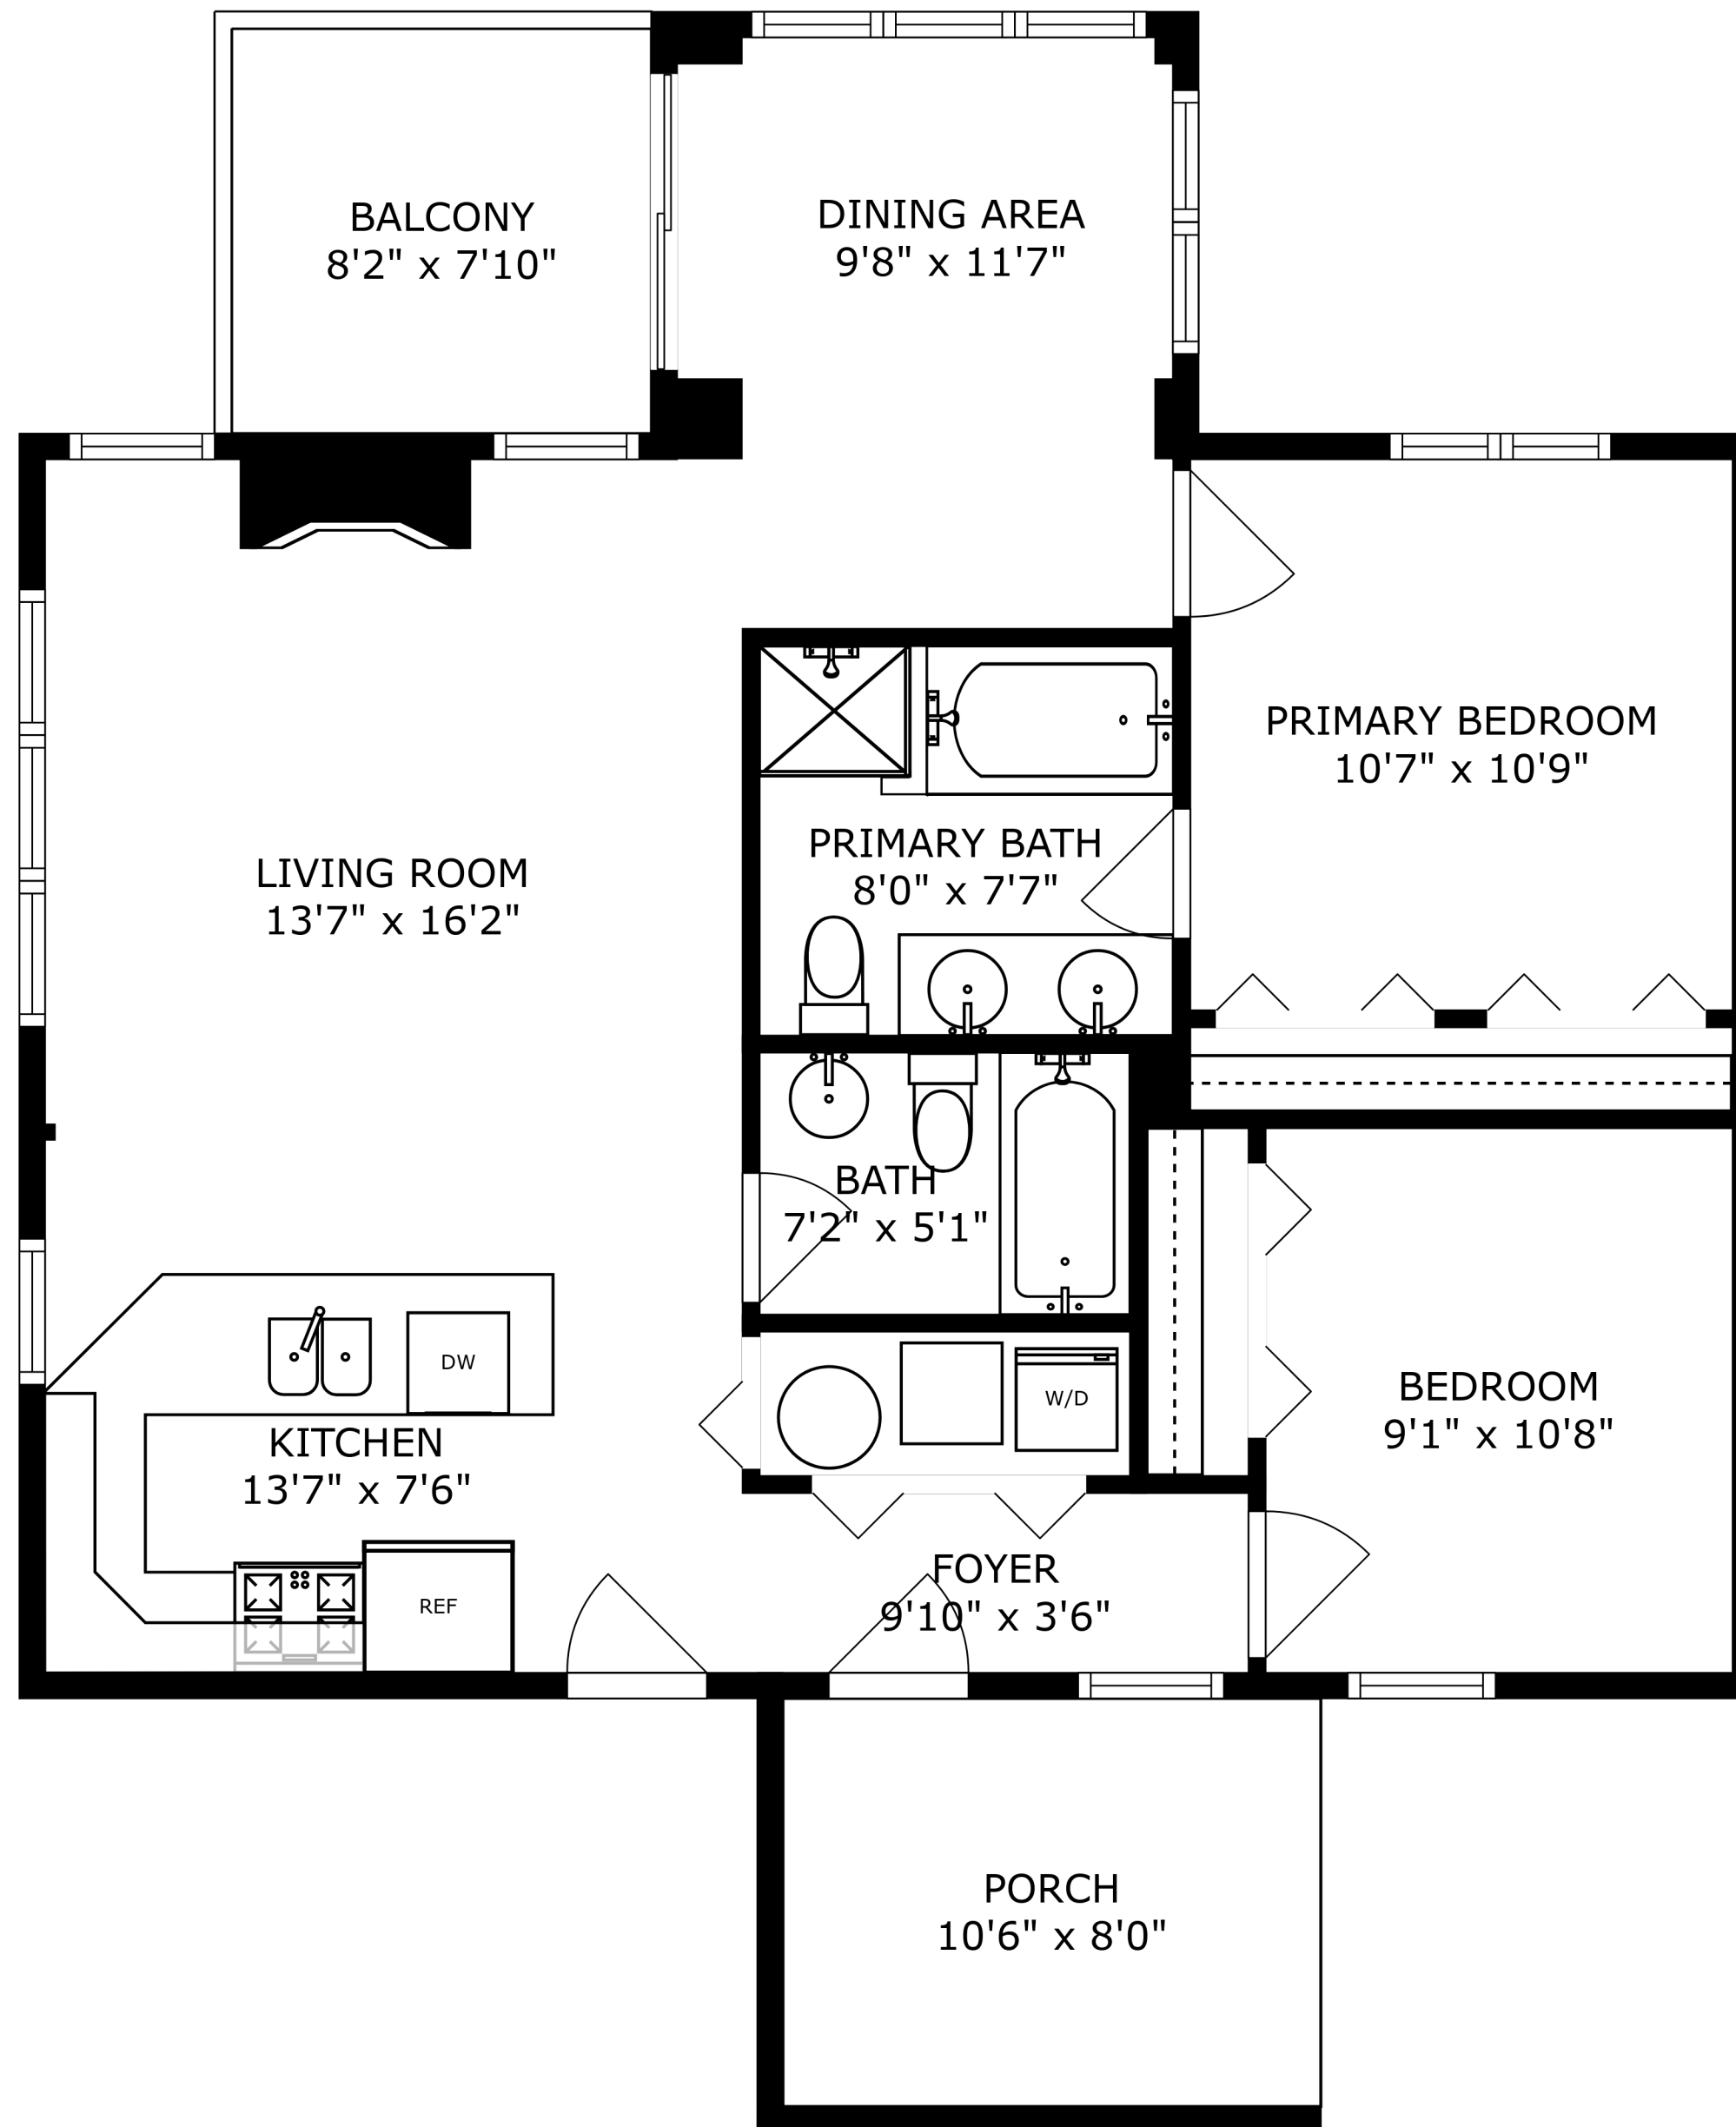 BALCONY
8'2" x 7'10"
DINING AREA
9'8" x 11'7"
PRIMARY BEDROOM
10'7" x 10'9"
PRIMARY BATH
8'0" x 7'7"
LIVING ROOM
13'7" x 16'2"
BATH
7'2" x 5'1"
DW
W/D
BEDROOM
9'1" x 10'8"
KITCHEN
13'7" x 7'6"
REF
FOYER
9'10" x 3'6"
PORCH
10'6" x 8'0"